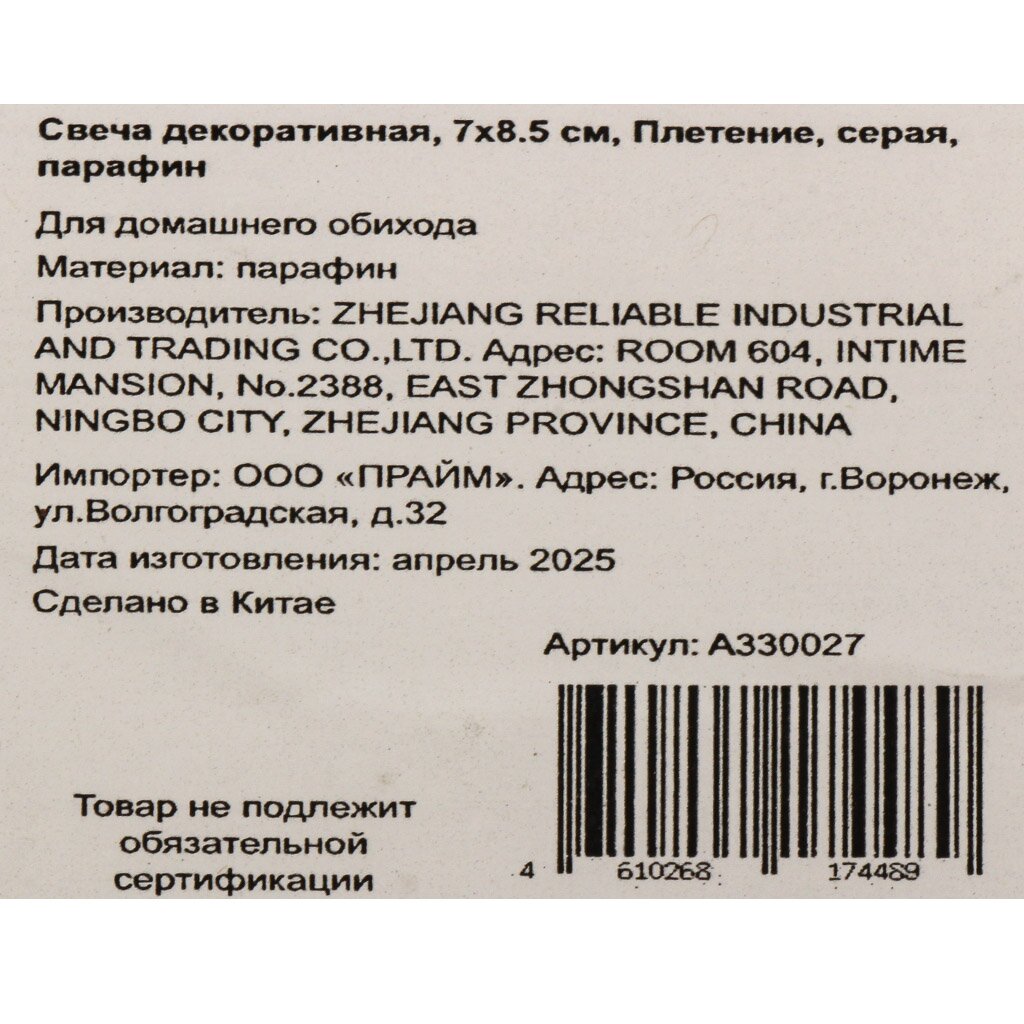 Свеча декоративная, 7x8.5 см, Плетение, серая,
парафин
Для домашнего обихода
Материал: парафин
Производитель: ZHEJIANG RELIABLE INDUSTRIAL
AND TRADING CO.,LTD. Адрес: ROOM 604, INTIME
MANSION, No.2388, EAST ZHONGSHAN ROAD,
NINGBO CITY, ZHEJIANG PROVINCE, CHINA
Импортер: ООО «ПРАЙМ». Адрес: Россия, г.Воронеж,
ул.Волгоградская, д.32
Дата изготовления: апрель 2025
Сделано в Китае
Артикул: A330027
4 610268 174489
Товар не подлежит
обязательной
сертификации